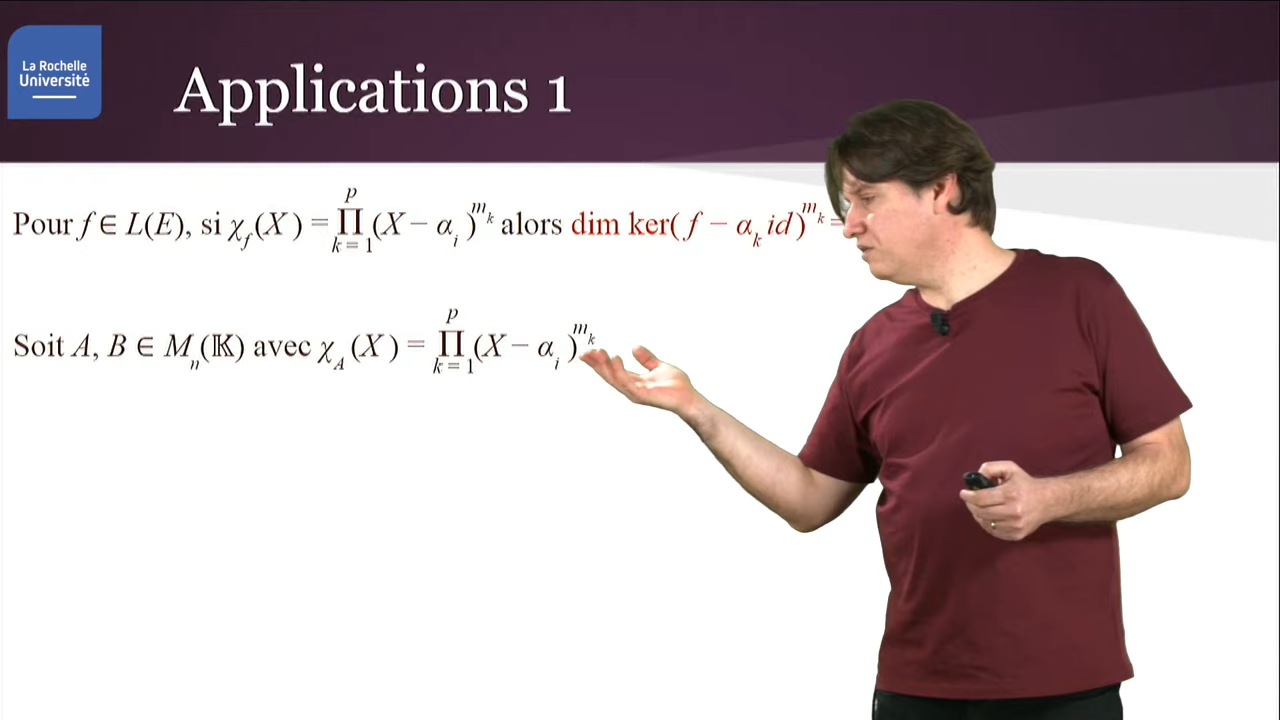 La Rochelle
Université
Applications 1
Pour f ∈ L(E), si χ_f(X) = ∏_{k = 1}^{p} (X − α_i)^{m_k} alors dim ker(f − α_k id)^{m_k} =
Soit A, B ∈ M_n(𝕂) avec χ_A(X) = ∏_{k = 1}^{p} (X − α_i)^{m_k}